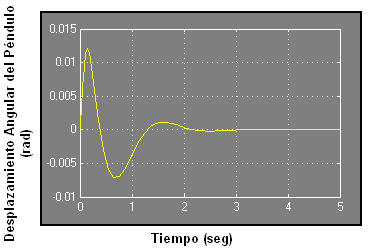 Desplazamiento Angular del Péndulo
(rad)
0.015
0.01
0.005
0
-0.005
-0.01
0 1 2 3 4 5
Tiempo (seg)